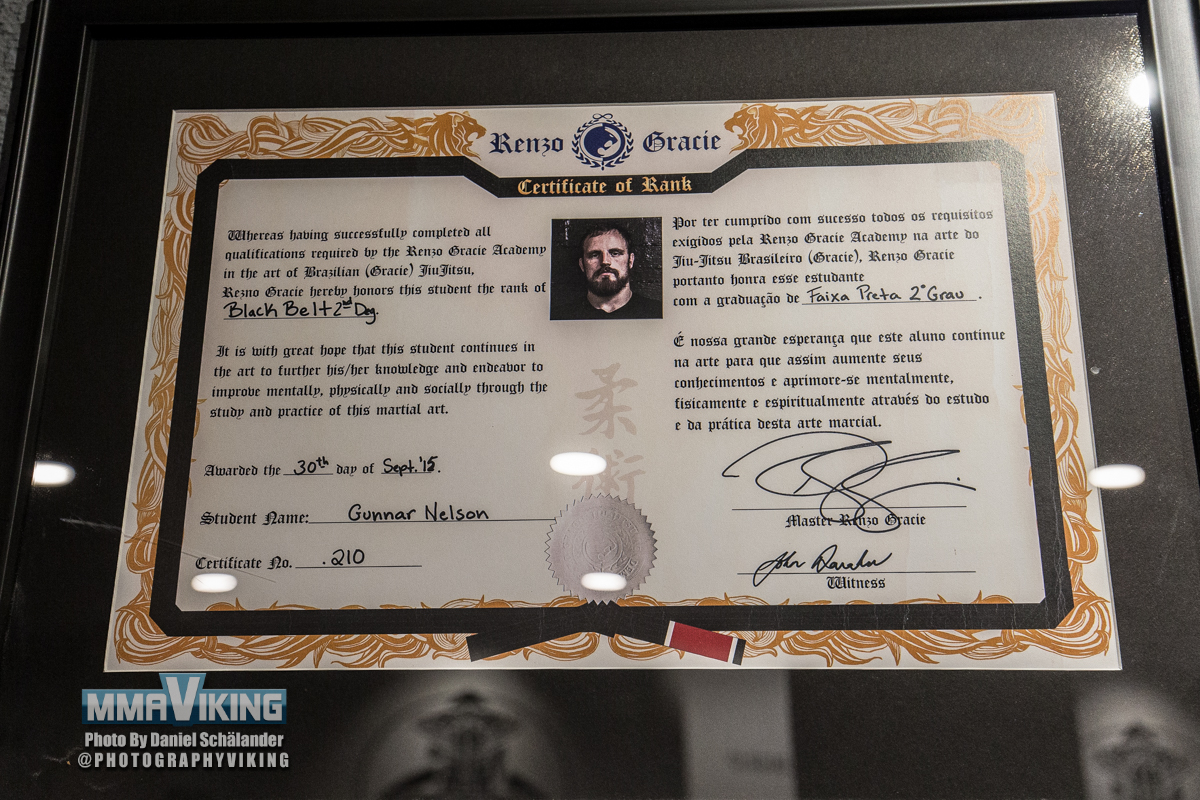 Renzo Gracie
Certificate of Rank
Whereas having successfully completed all
qualifications required by the Renzo Gracie Academy
in the art of Brazilian (Gracie) JiuJitsu,
Rezno Gracie hereby honors this student the rank of
Black Belt 2nd Deg.
It is with great hope that this student continues in
the art to further his/her knowledge and endeavor to
improve mentally, physically and socially through the
study and practice of this martial art.
Awarded the 30th day of Sept.'15.
Student Name: Gunnar Nelson
Certificate No. .210
柔
術
Por ter cumprido com sucesso todos os requisitos
exigidos pela Renzo Gracie Academy na arte do
Jiu-Jitsu Brasileiro (Gracie), Renzo Gracie
portanto honra esse estudante
com a graduação de Faixa Preta 2° Grau.
É nossa grande esperança que este aluno continue
na arte para que assim aumente seus
conhecimentos e aprimore-se mentalmente,
fisicamente e espiritualmente através do estudo
e da prática desta arte marcial.
Master Renzo Gracie
John Danaher
Witness
MMAVIKING
Photo By Daniel Schälander
@PHOTOGRAPHYVIKING